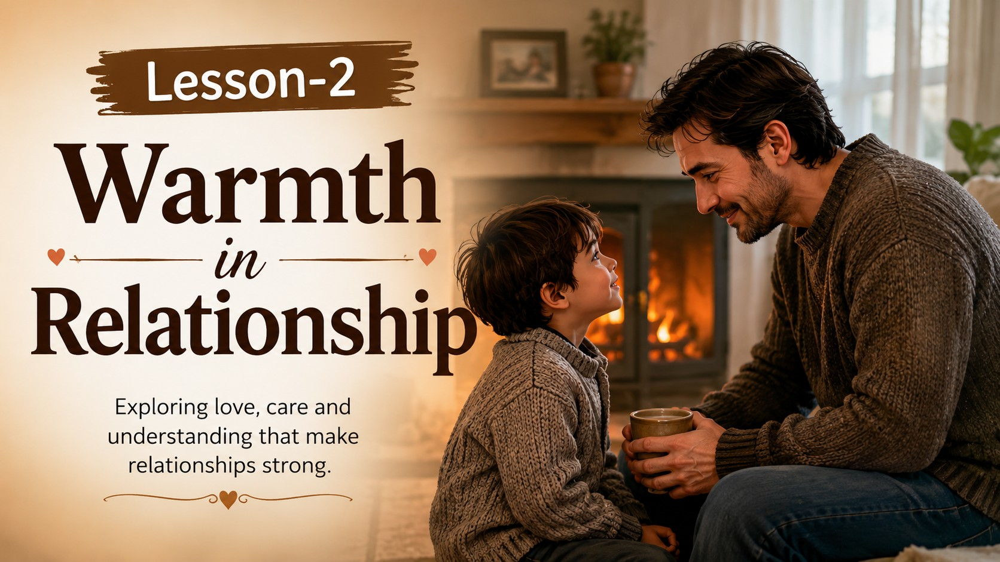 Lesson-2
Warmth
in
Relationship
Exploring love, care and
understanding that make
relationships strong.